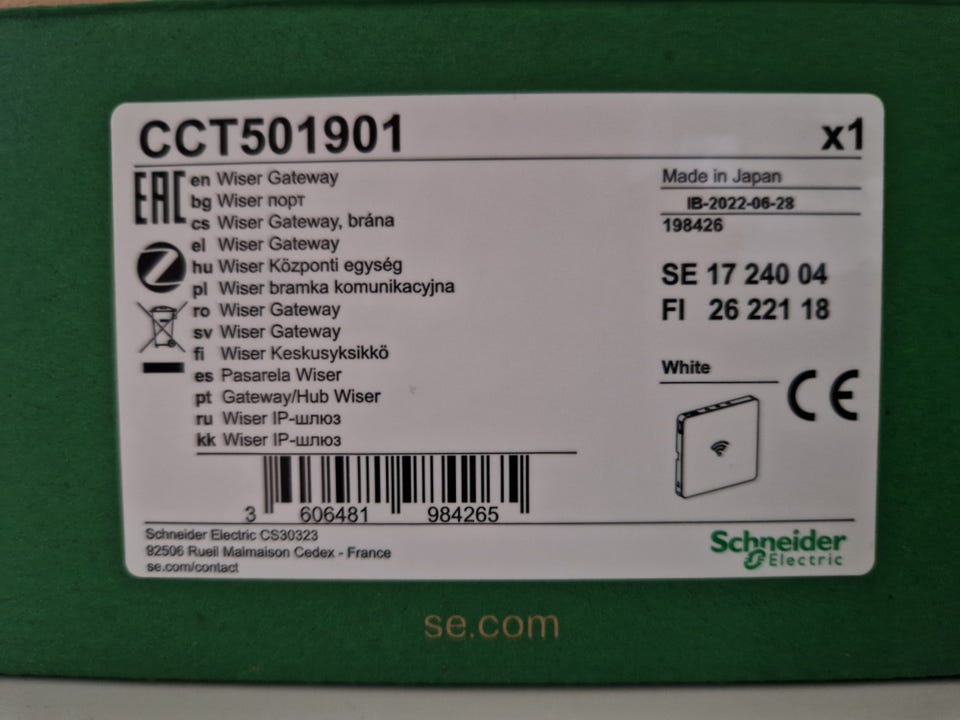 CCT501901 x1
EAC
en Wiser Gateway
bg Wiser порт
cs Wiser Gateway, brána
el Wiser Gateway
hu Wiser Központi egység
pl Wiser bramka komunikacyjna
ro Wiser Gateway
sv Wiser Gateway
fi Wiser Keskusyksikkö
es Pasarela Wiser
pt Gateway/Hub Wiser
ru Wiser IP-шлюз
kk Wiser IP-шлюз
Made in Japan
IB-2022-06-28
198426
SE 17 240 04
FI 26 221 18
White
CE
3 606481 984265
Schneider Electric CS30323
92506 Rueil Malmaison Cedex - France
se.com/contact
Schneider
Electric
se.com